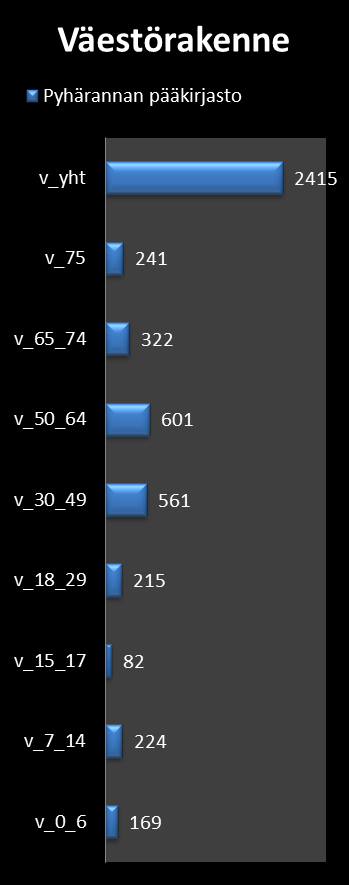 Väestörakenne
Pyhärannan pääkirjasto
v_yht 2415
v_75 241
v_65_74 322
v_50_64 601
v_30_49 561
v_18_29 215
v_15_17 82
v_7_14 224
v_0_6 169